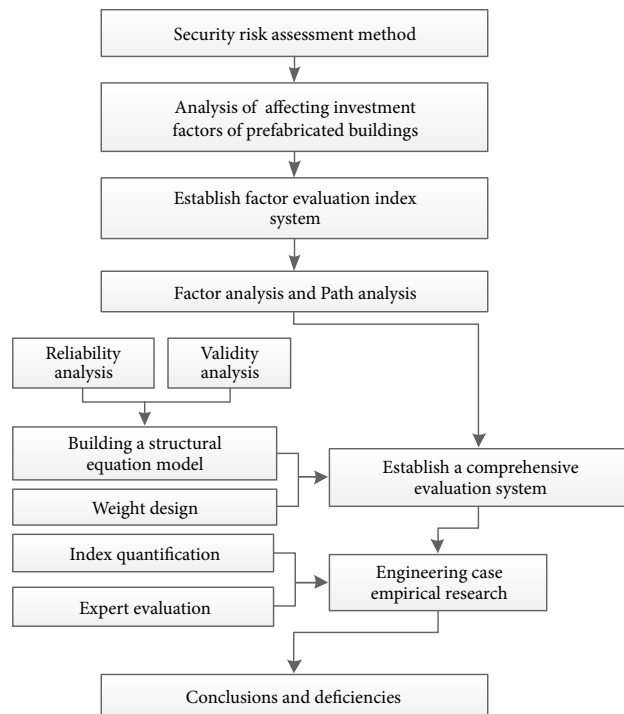 Security risk assessment method
Analysis of affecting investment
factors of prefabricated buildings
Establish factor evaluation index
system
Factor analysis and Path analysis
Reliability
analysis
Validity
analysis
Building a structural
equation model
Weight design
Establish a comprehensive
evaluation system
Index quantification
Expert evaluation
Engineering case
empirical research
Conclusions and deficiencies